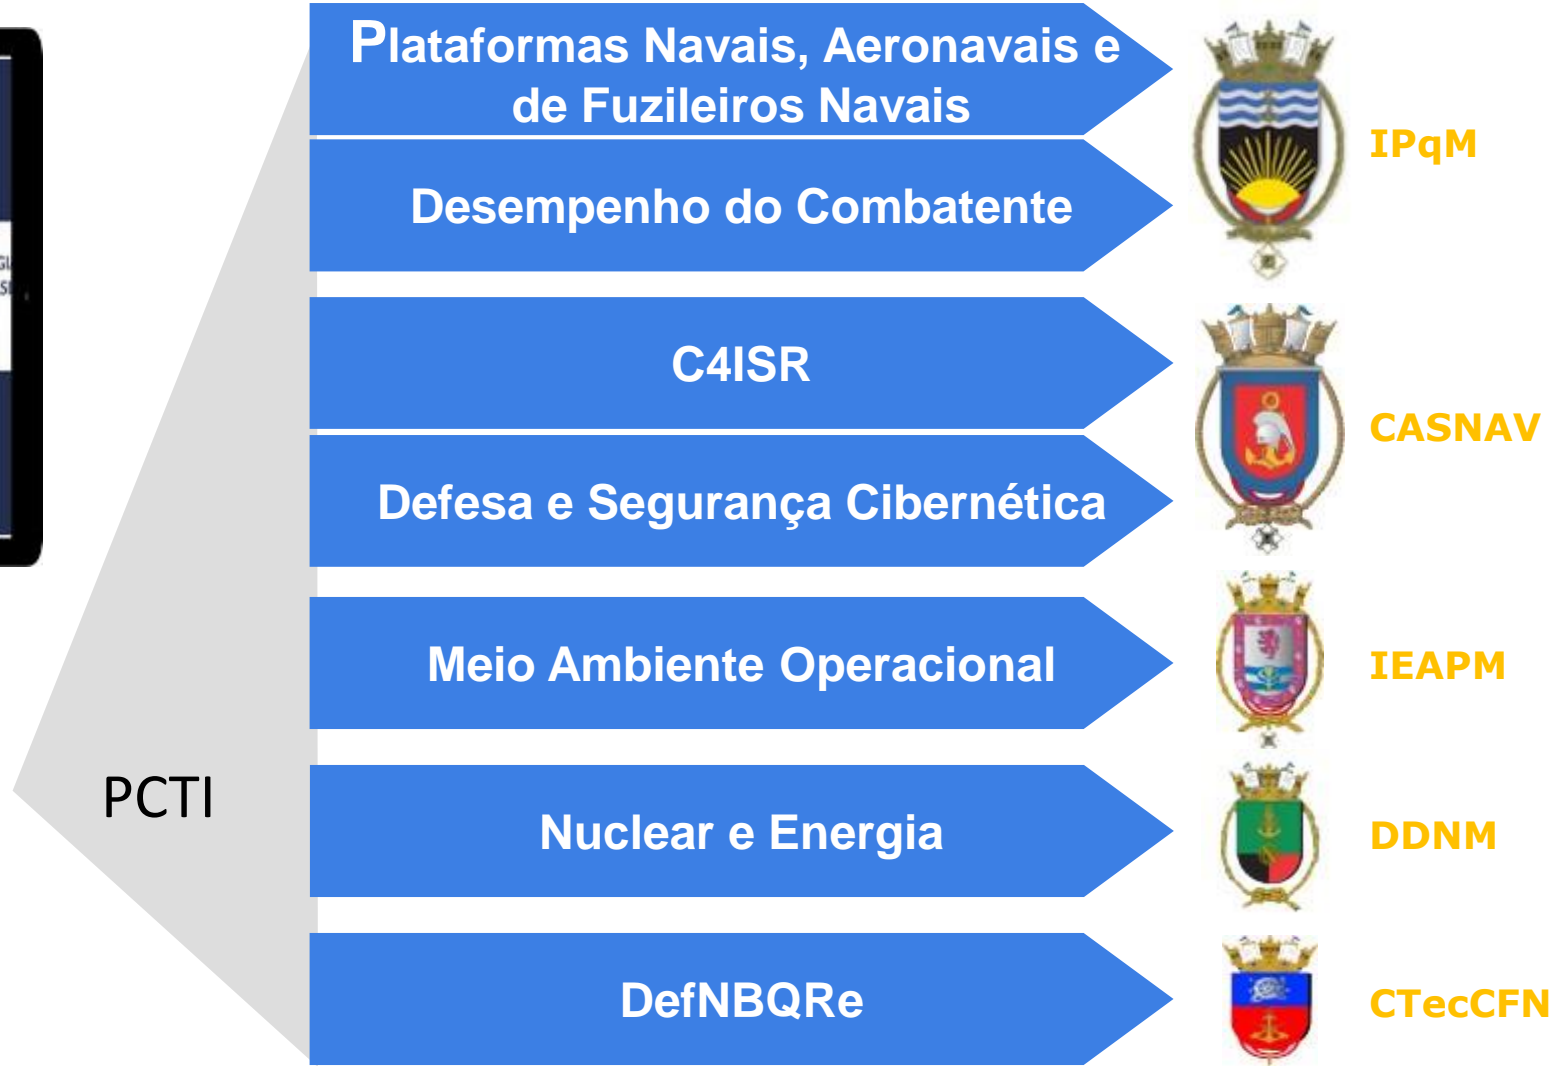 Plataformas Navais, Aeronavais e
de Fuzileiros Navais
IPqM
Desempenho do Combatente
C4ISR
CASNAV
Defesa e Segurança Cibernética
Meio Ambiente Operacional
IEAPM
PCTI
Nuclear e Energia
DDNM
DefNBQRe
CTecCFN